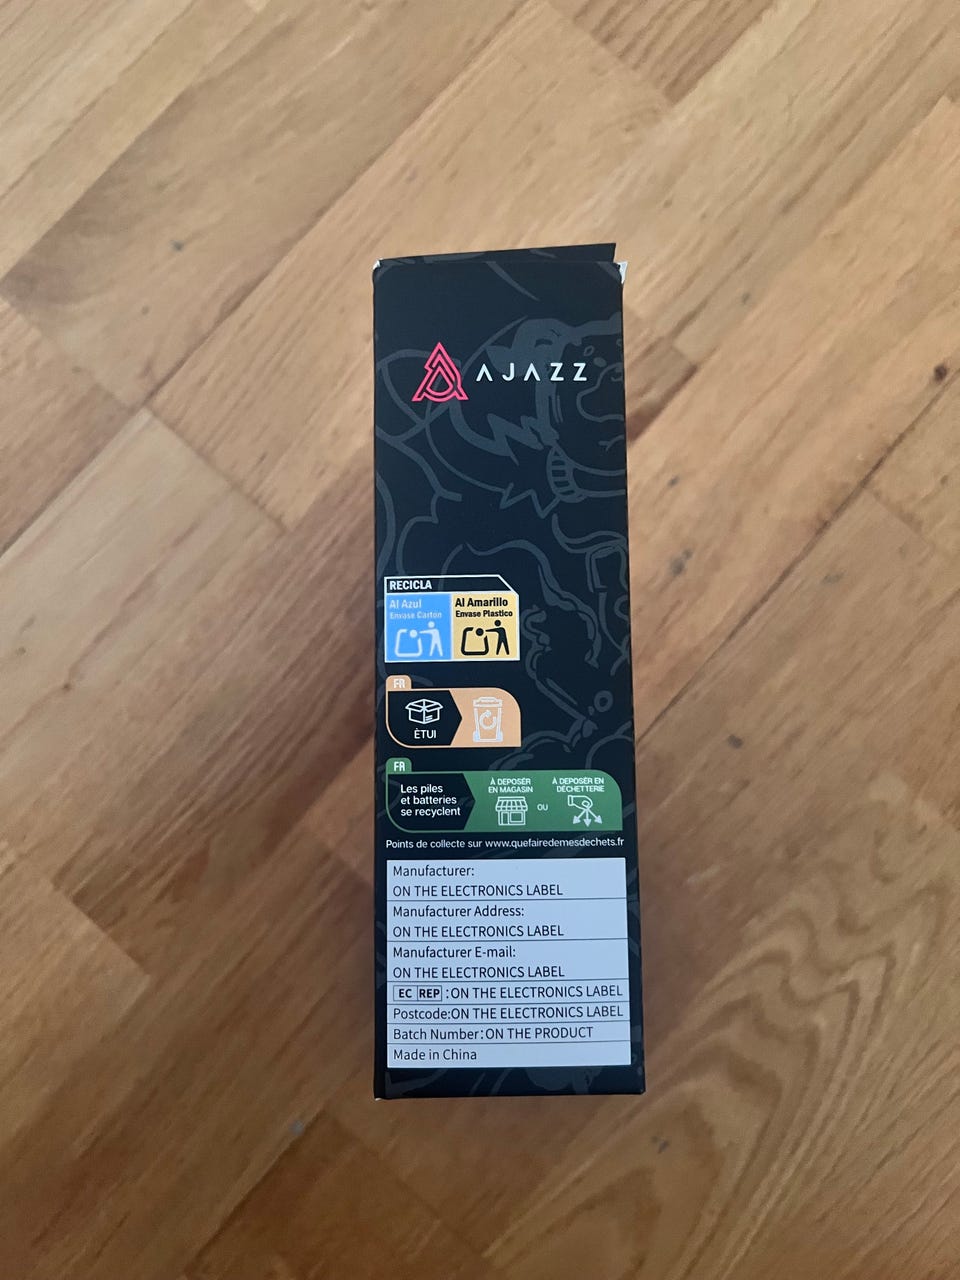 AJAZZ
RECICLA
Al Azul
Envase Cartón
Al Amarillo
Envase Plastico
FR
ÉTUI
FR
Les piles
et batteries
se recyclent
À DEPOSÉR
EN MAGASIN
OU
À DEPOSÉR EN
DÉCHETTERIE
Points de collecte sur www.quefairedemesdechets.fr
Manufacturer:
ON THE ELECTRONICS LABEL
Manufacturer Address:
ON THE ELECTRONICS LABEL
Manufacturer E-mail:
ON THE ELECTRONICS LABEL
EC REP :ON THE ELECTRONICS LABEL
Postcode:ON THE ELECTRONICS LABEL
Batch Number:ON THE PRODUCT
Made in China